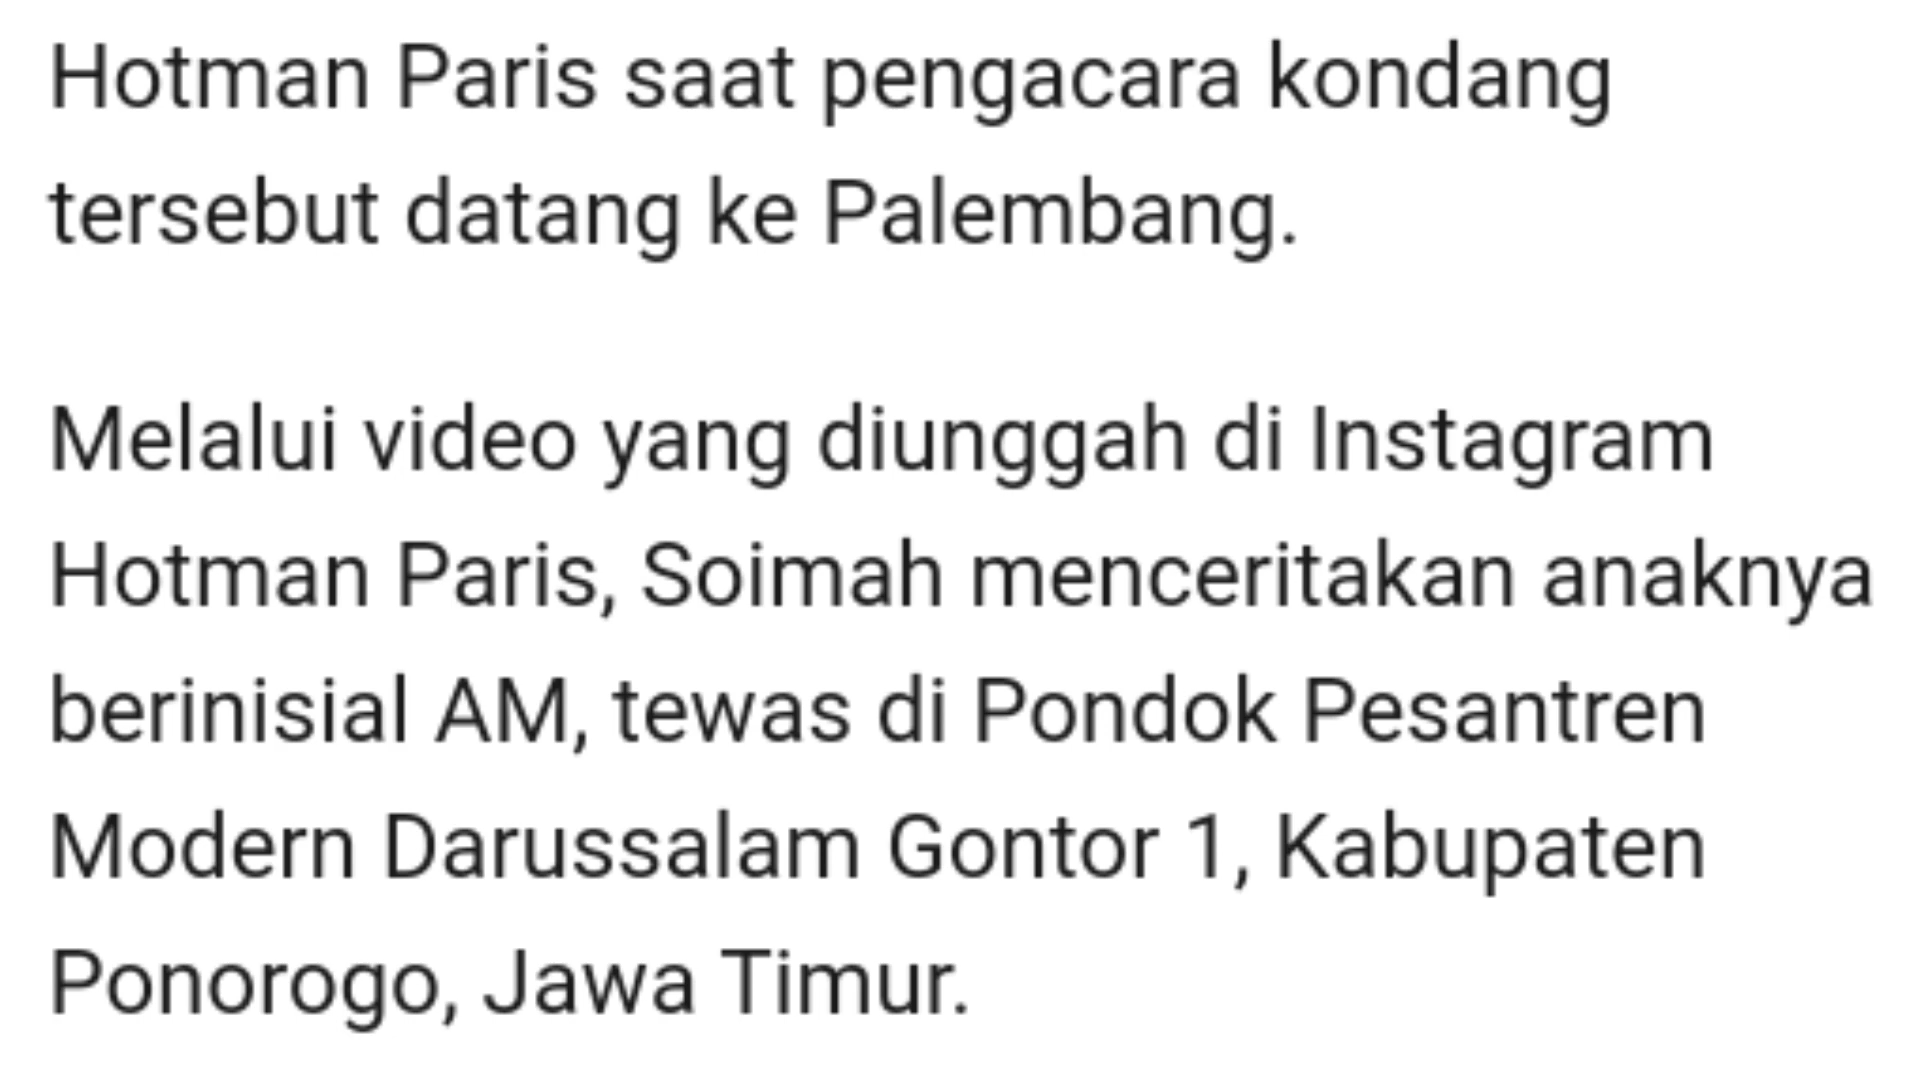 Hotman Paris saat pengacara kondang
tersebut datang ke Palembang.
Melalui video yang diunggah di Instagram
Hotman Paris, Soimah menceritakan anaknya
berinisial AM, tewas di Pondok Pesantren
Modern Darussalam Gontor 1, Kabupaten
Ponorogo, Jawa Timur.